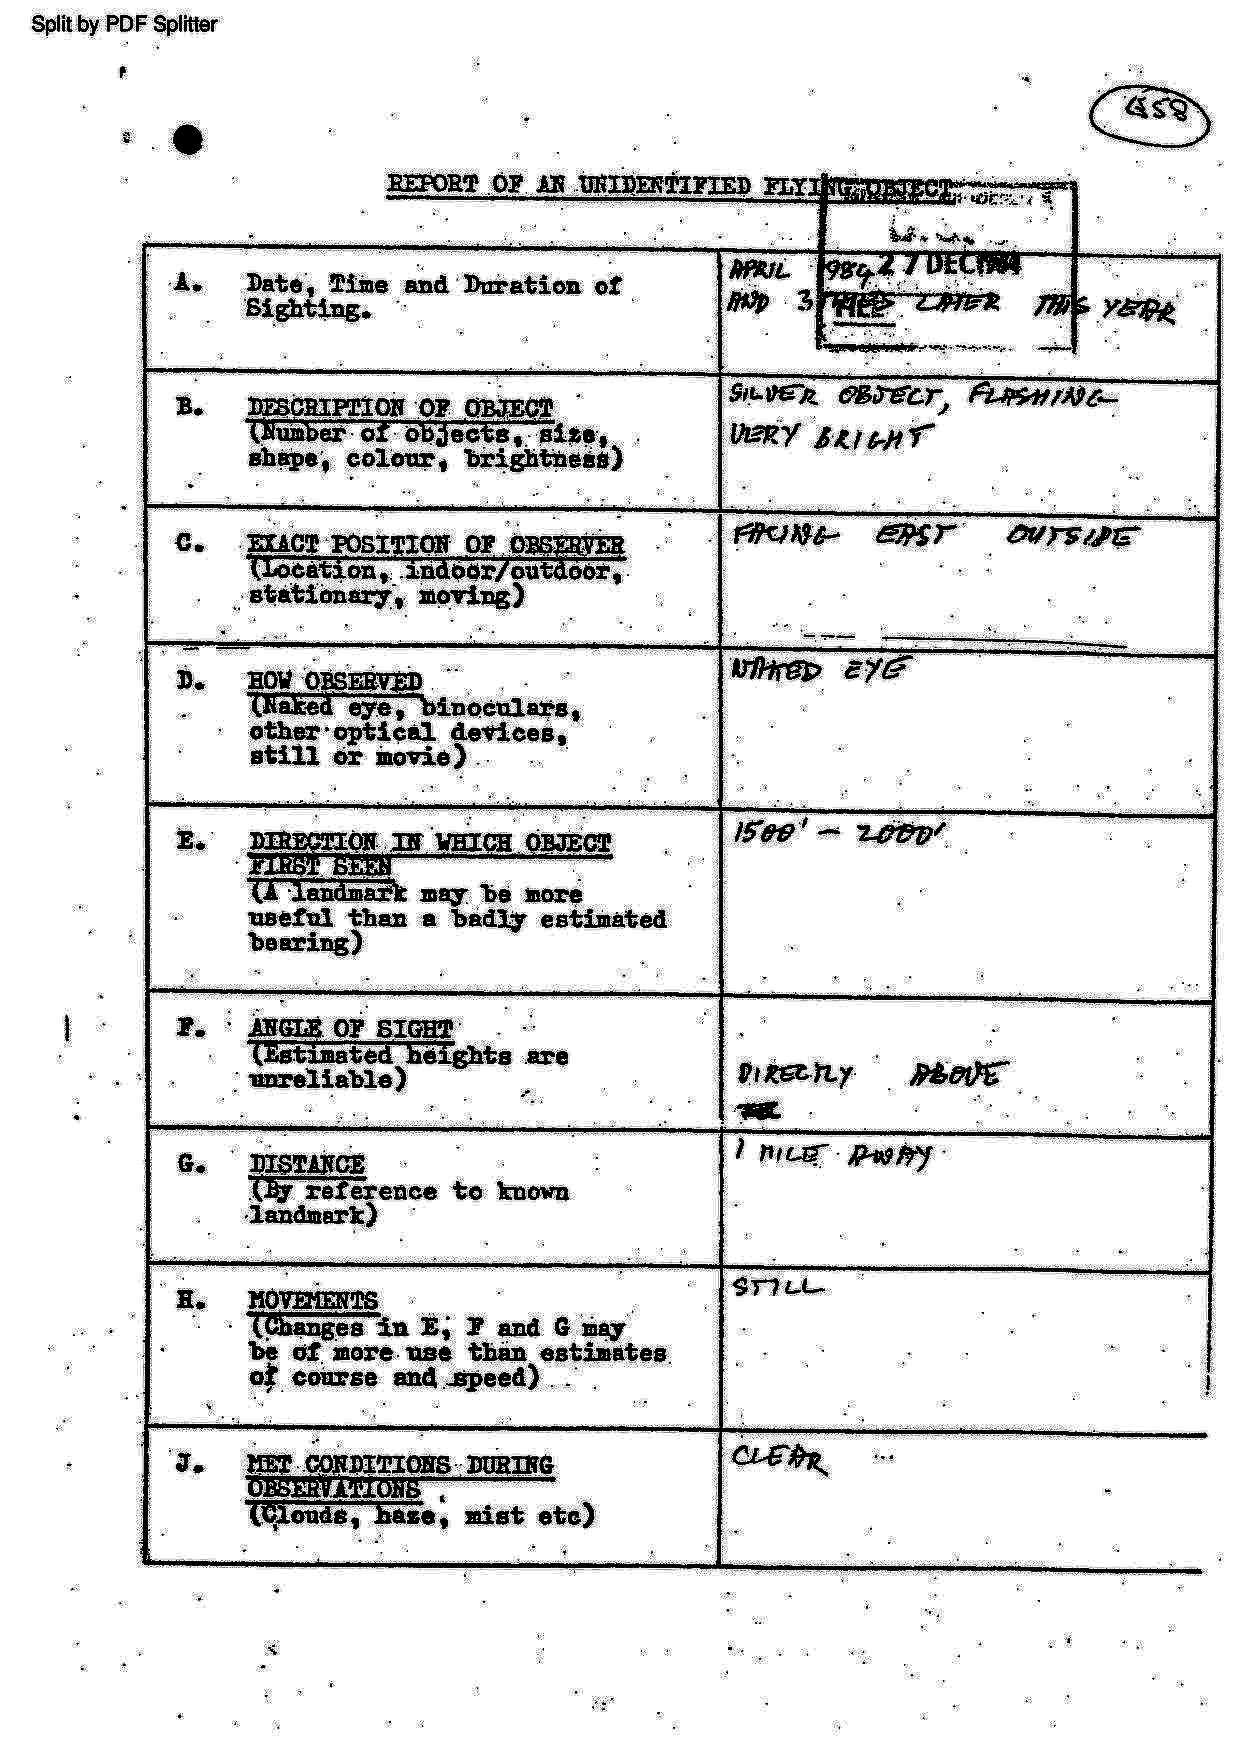 Split by PDF Splitter
458
REPORT OF AN UNIDENTIFIED FLYING OBJECT
27 DEC 1984
A. Date, Time and Duration of
Sighting.
APRIL 1984
AND 3 TIMES LATER THIS YEAR
B. DESCRIPTION OF OBJECT
(Number of objects, size,
shape, colour, brightness)
SILVER OBJECT, FLASHING
VERY BRIGHT
C. EXACT POSITION OF OBSERVER
(Location, indoor/outdoor,
stationary, moving)
FACING EAST OUTSIDE
D. HOW OBSERVED
(Naked eye, binoculars,
other optical devices,
still or movie)
NAKED EYE
E. DIRECTION IN WHICH OBJECT
FIRST SEEN
(A landmark may be more
useful than a badly estimated
bearing)
1500' - 2000'
F. ANGLE OF SIGHT
(Estimated heights are
unreliable)
DIRECTLY ABOVE
G. DISTANCE
(By reference to known
landmark)
1 MILE AWAY
H. MOVEMENTS
(Changes in E, F and G may
be of more use than estimates
of course and speed)
STILL
J. MET CONDITIONS DURING
OBSERVATIONS
(Clouds, haze, mist etc)
CLEAR